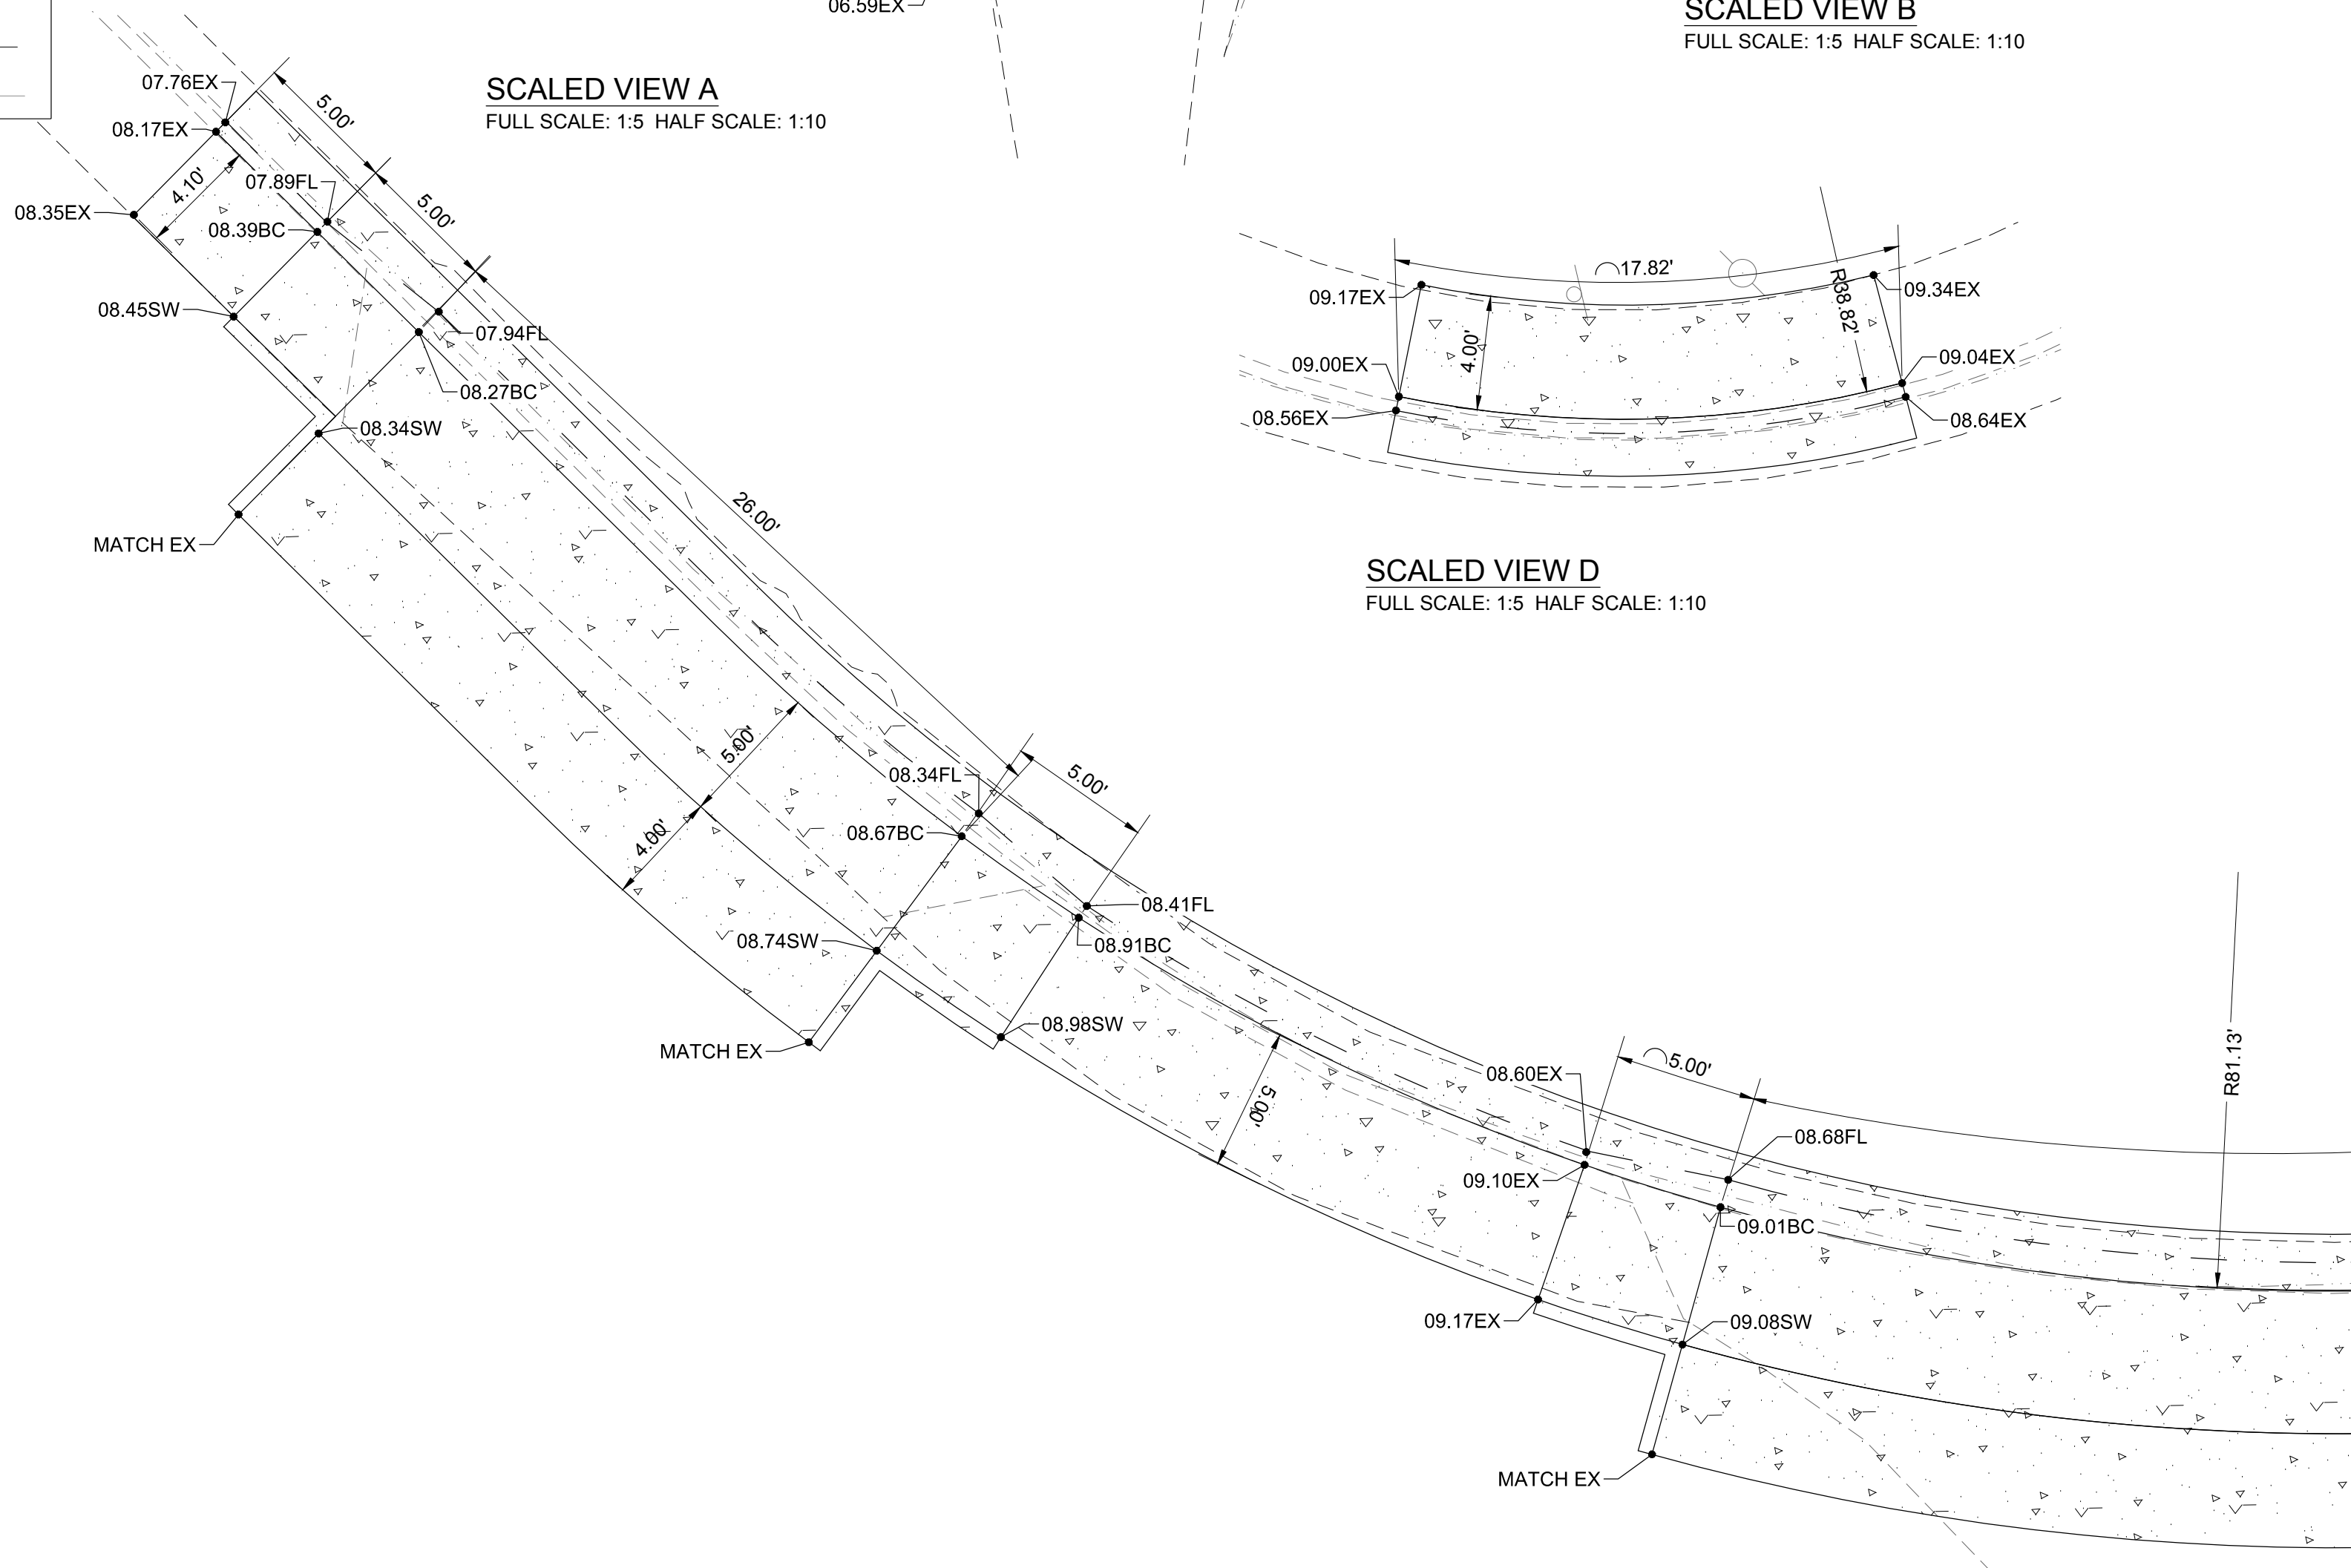 06.59EX
SCALED VIEW B
FULL SCALE: 1:5 HALF SCALE: 1:10
SCALED VIEW A
FULL SCALE: 1:5 HALF SCALE: 1:10
07.76EX
08.17EX
5.00'
4.10'
07.89FL
08.35EX
08.39BC
5.00'
08.45SW
07.94FL
08.27BC
08.34SW
MATCH EX
26.00'
17.82'
09.17EX
09.34EX
R38.82'
4.00'
09.00EX
09.04EX
08.56EX
08.64EX
SCALED VIEW D
FULL SCALE: 1:5 HALF SCALE: 1:10
5.00'
4.00'
08.34FL
5.00'
08.67BC
08.41FL
08.74SW
08.91BC
08.98SW
MATCH EX
5.00'
08.60EX
5.00'
R81.13'
08.68FL
09.10EX
09.01BC
09.17EX
09.08SW
MATCH EX